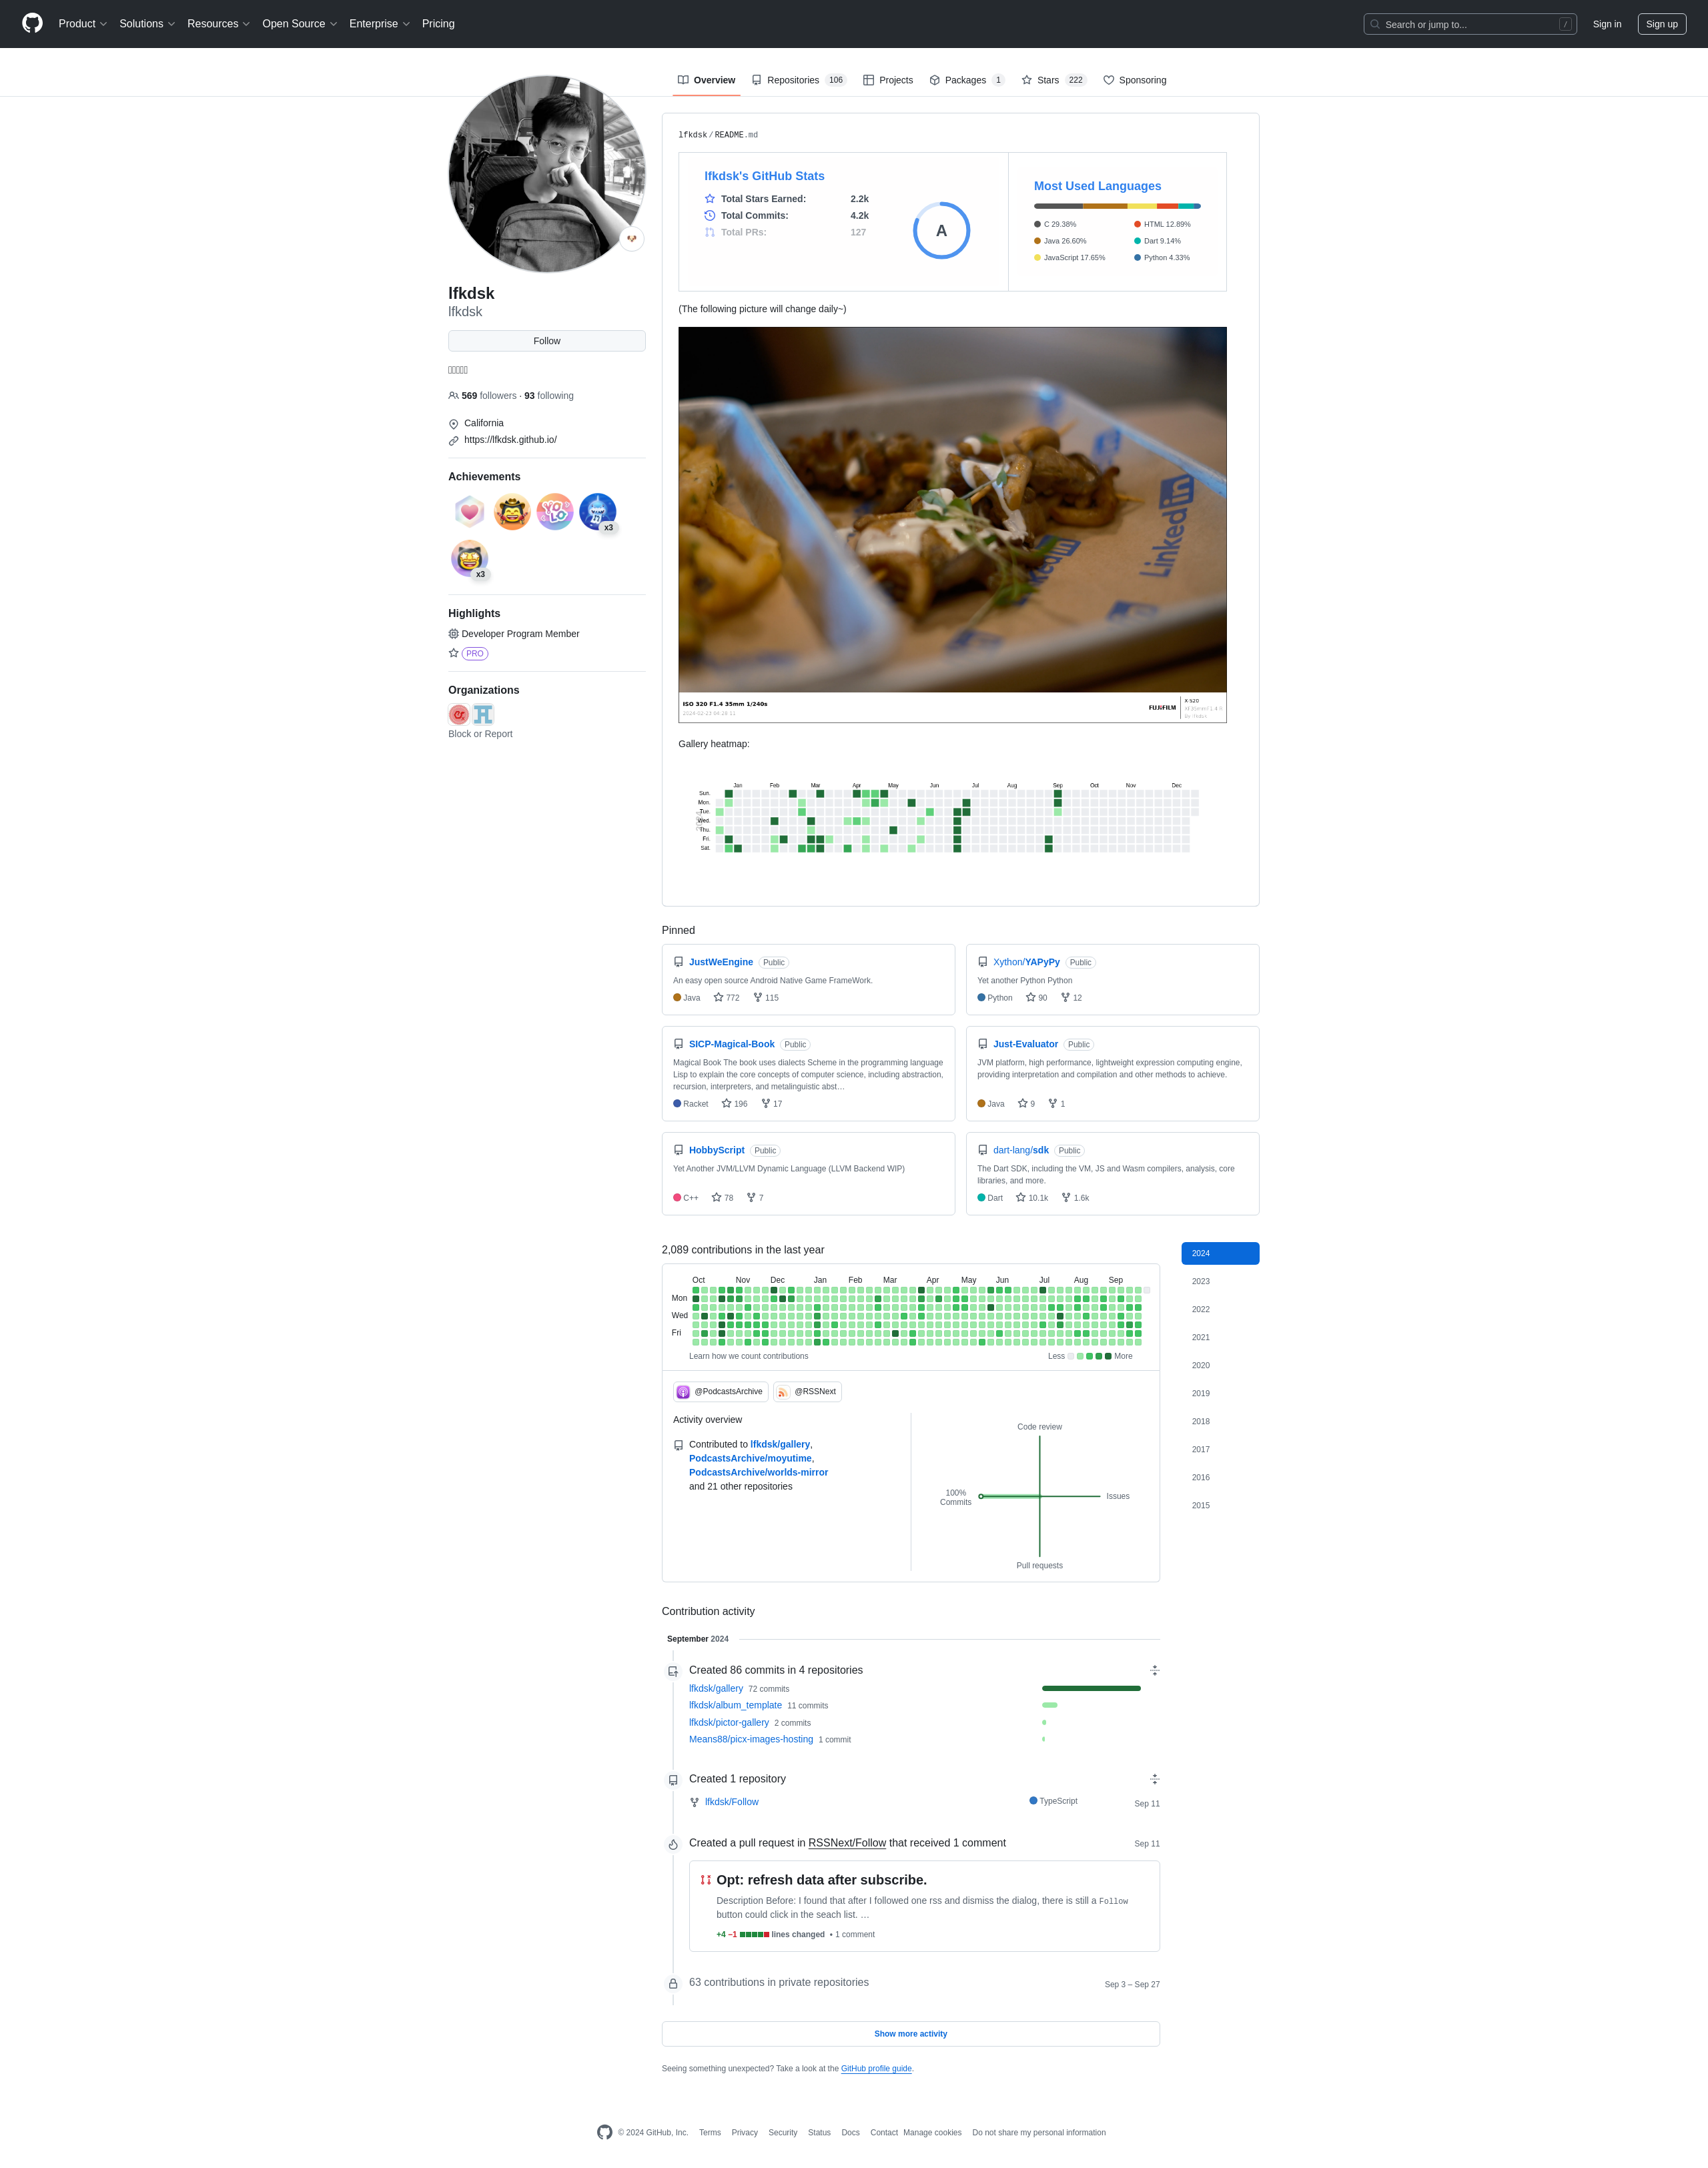 Product
Solutions
Resources
Open Source
Enterprise
Pricing
Search or jump to...
/
Sign in
Sign up
Overview
Repositories 106
Projects
Packages 1
Stars 222
Sponsoring
lfkdsk
lfkdsk
Follow
569 followers · 93 following
California
https://lfkdsk.github.io/
Achievements
YOLO
x3
x3
Highlights
Developer Program Member
PRO
Organizations
Block or Report
lfkdsk/README.md
lfkdsk's GitHub Stats
Total Stars Earned: 2.2k
Total Commits: 4.2k
Total PRs: 127
A
Most Used Languages
C 29.38%
HTML 12.89%
Java 26.60%
Dart 9.14%
JavaScript 17.65%
Python 4.33%
(The following picture will change daily~)
LinkedIn
LinkedIn
ISO 320 F1.4 35mm 1/240s
FUJIFILM
Gallery heatmap:
Jan Feb Mar Apr May Jun Jul Aug Sep Oct Nov Dec
Sun.
Mon.
Tue.
Wed.
Thu.
Fri.
Sat.
Pinned
JustWeEngine Public
An easy open source Android Native Game FrameWork.
Java 772 115
Xython/YAPyPy Public
Yet another Python Python
Python 90 12
SICP-Magical-Book Public
Magical Book The book uses dialects Scheme in the programming language
Lisp to explain the core concepts of computer science, including abstraction,
recursion, interpreters, and metalinguistic abst…
Racket 196 17
Just-Evaluator Public
JVM platform, high performance, lightweight expression computing engine,
providing interpretation and compilation and other methods to achieve.
Java 9 1
HobbyScript Public
Yet Another JVM/LLVM Dynamic Language (LLVM Backend WIP)
C++ 78 7
dart-lang/sdk Public
The Dart SDK, including the VM, JS and Wasm compilers, analysis, core
libraries, and more.
Dart 10.1k 1.6k
2,089 contributions in the last year
Oct Nov Dec Jan Feb Mar Apr May Jun Jul Aug Sep
Mon
Wed
Fri
Learn how we count contributions
Less More
@PodcastsArchive
@RSSNext
Activity overview
Contributed to lfkdsk/gallery,
PodcastsArchive/moyutime,
PodcastsArchive/worlds-mirror
and 21 other repositories
Code review
100%
Commits
Issues
Pull requests
2024
2023
2022
2021
2020
2019
2018
2017
2016
2015
Contribution activity
September 2024
Created 86 commits in 4 repositories
lfkdsk/gallery 72 commits
lfkdsk/album_template 11 commits
lfkdsk/pictor-gallery 2 commits
Means88/picx-images-hosting 1 commit
Created 1 repository
lfkdsk/Follow TypeScript Sep 11
Created a pull request in RSSNext/Follow that received 1 comment Sep 11
Opt: refresh data after subscribe.
Description Before: I found that after I followed one rss and dismiss the dialog, there is still a Follow
button could click in the seach list. …
+4 −1 lines changed • 1 comment
63 contributions in private repositories Sep 3 – Sep 27
Show more activity
Seeing something unexpected? Take a look at the GitHub profile guide.
© 2024 GitHub, Inc.
Terms
Privacy
Security
Status
Docs
Contact
Manage cookies
Do not share my personal information